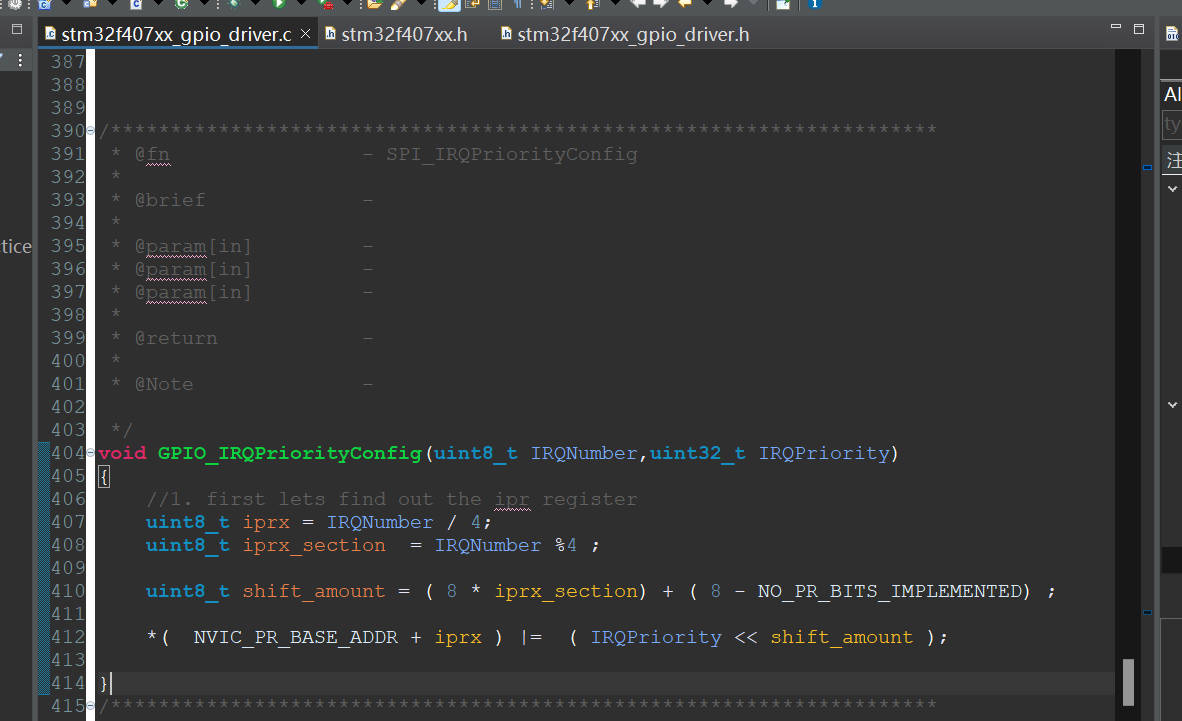 stm32f407xx_gpio_driver.c
stm32f407xx.h
stm32f407xx_gpio_driver.h
387
388
389
390 /*********************************************************************
391 * @fn - SPI_IRQPriorityConfig
392 *
393 * @brief -
394 *
395 * @param[in] -
396 * @param[in] -
397 * @param[in] -
398 *
399 * @return -
400 *
401 * @Note -
402
403 */
404 void GPIO_IRQPriorityConfig(uint8_t IRQNumber,uint32_t IRQPriority)
405 {
406 //1. first lets find out the ipr register
407 uint8_t iprx = IRQNumber / 4;
408 uint8_t iprx_section = IRQNumber %4 ;
409
410 uint8_t shift_amount = ( 8 * iprx_section) + ( 8 - NO_PR_BITS_IMPLEMENTED) ;
411
412 *( NVIC_PR_BASE_ADDR + iprx ) |= ( IRQPriority << shift_amount );
413
414 }
415 /*********************************************************************
tice
Al
ty
注